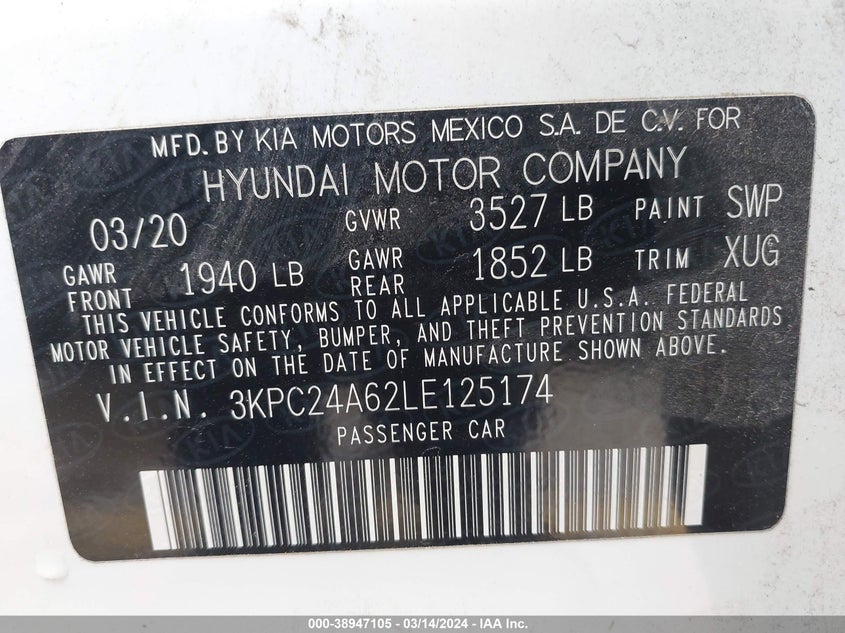 MFD. BY KIA MOTORS MEXICO S.A. DE C.V. FOR
HYUNDAI MOTOR COMPANY
03/20 GVWR 3527 LB PAINT SWP
GAWR FRONT 1940 LB GAWR REAR 1852 LB TRIM XUG
THIS VEHICLE CONFORMS TO ALL APPLICABLE U.S.A. FEDERAL
MOTOR VEHICLE SAFETY, BUMPER, AND THEFT PREVENTION STANDARDS
IN EFFECT ON THE DATE OF MANUFACTURE SHOWN ABOVE.
V.I.N. 3KPC24A62LE125174
PASSENGER CAR
000-38947105 / 03/14/2024 - IAA Inc.